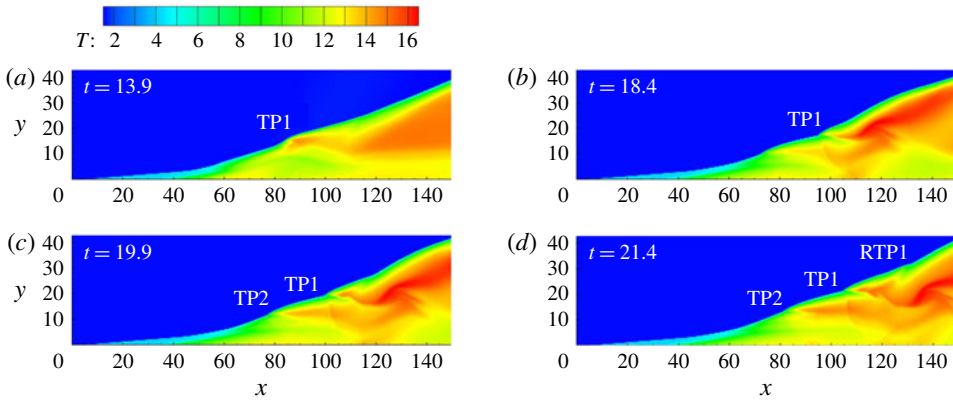 T: 2 4 6 8 10 12 14 16
(a) 40 t = 13.9
30
y 20 TP1
10
0 20 40 60 80 100 120 140
(b) 40 t = 18.4
30
20 TP1
10
0 20 40 60 80 100 120 140
(c) 40 t = 19.9
30
y 20 TP2 TP1
10
0 20 40 60 80 100 120 140
x
(d) 40 t = 21.4 RTP1
30
20 TP2 TP1
10
0 20 40 60 80 100 120 140
x